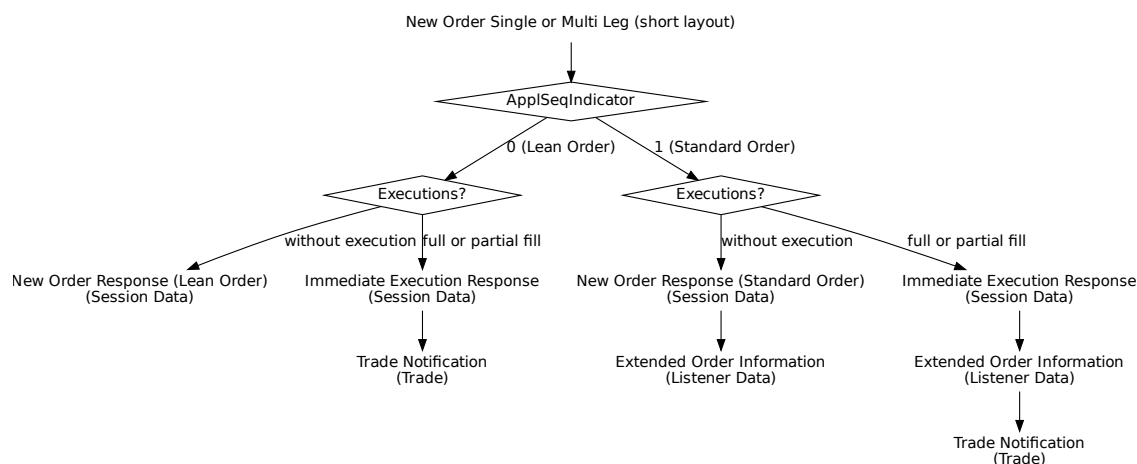 New Order Single or Multi Leg (short layout)
ApplSeqIndicator
0 (Lean Order)
1 (Standard Order)
Executions?
Executions?
without execution
full or partial fill
without execution
full or partial fill
New Order Response (Lean Order)
(Session Data)
Immediate Execution Response
(Session Data)
New Order Response (Standard Order)
(Session Data)
Immediate Execution Response
(Session Data)
Trade Notification
(Trade)
Extended Order Information
(Listener Data)
Extended Order Information
(Listener Data)
Trade Notification
(Trade)